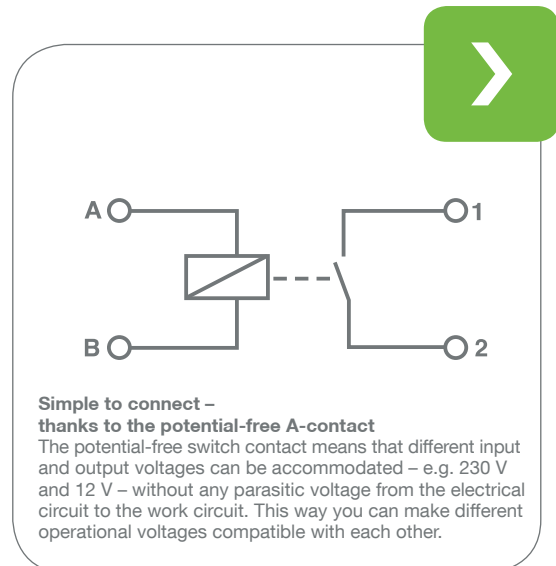 A 1
B 2
Simple to connect –
thanks to the potential-free A-contact
The potential-free switch contact means that different input
and output voltages can be accommodated – e.g. 230 V
and 12 V – without any parasitic voltage from the electrical
circuit to the work circuit. This way you can make different
operational voltages compatible with each other.